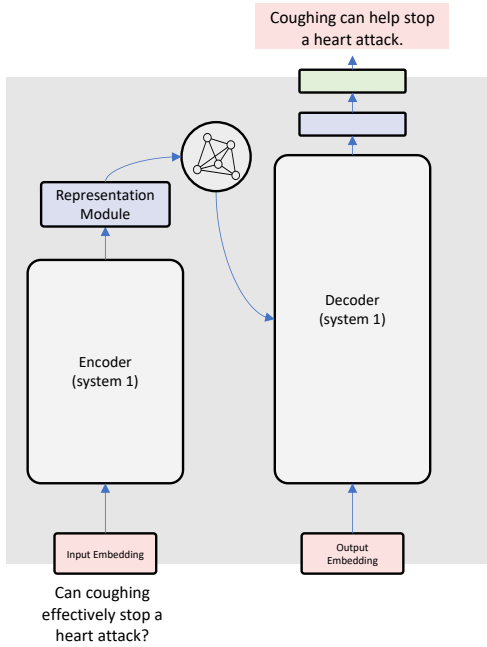 Coughing can help stop
a heart attack.
Representation
Module
Decoder
(system 1)
Encoder
(system 1)
Input Embedding
Output
Embedding
Can coughing
effectively stop a
heart attack?